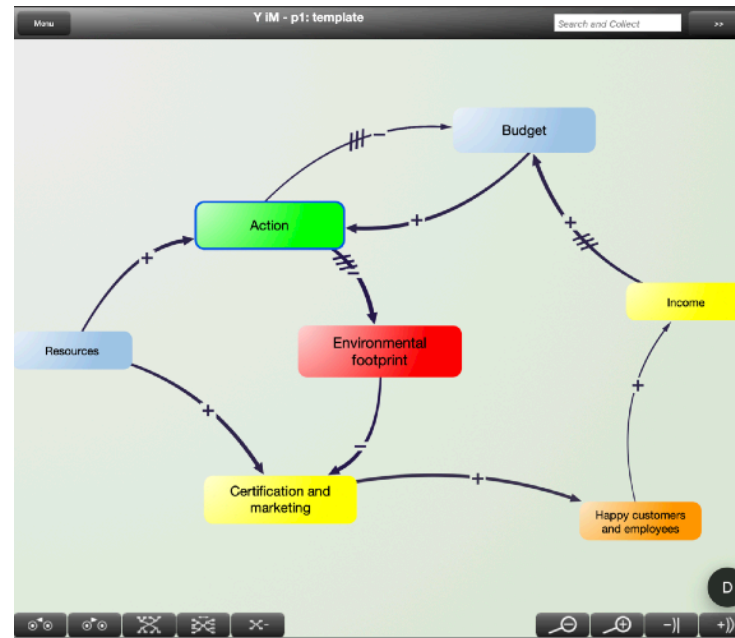 Menu
Y iM - p1: template
Search and Collect
>>
Budget
Action
Income
Resources
Environmental
footprint
Certification and
marketing
Happy customers
and employees
D